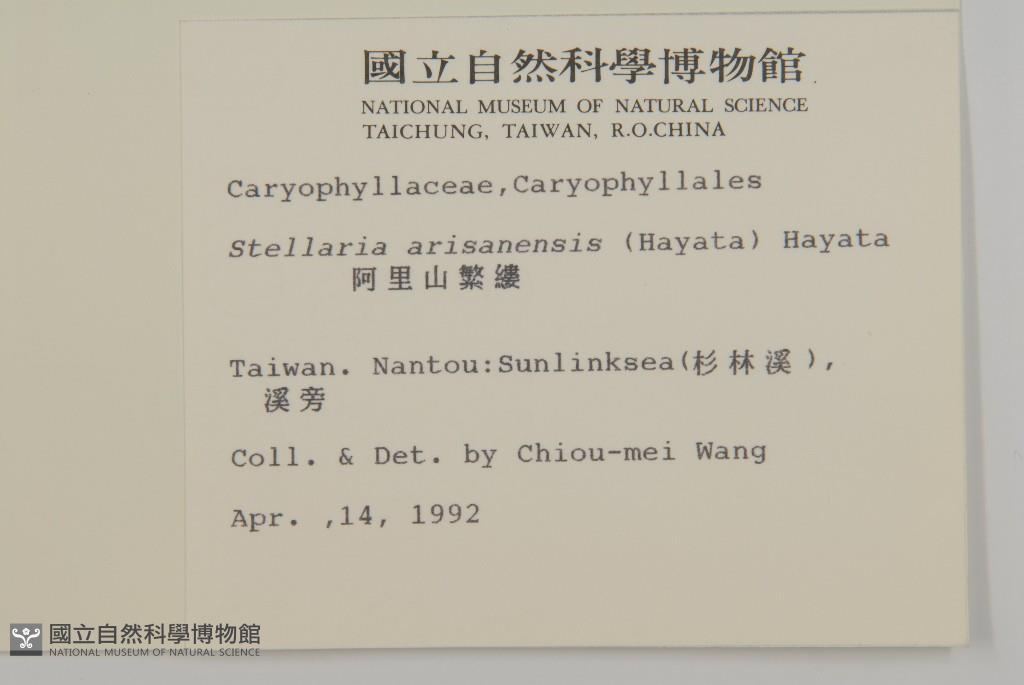 國立自然科學博物館
NATIONAL MUSEUM OF NATURAL SCIENCE
TAICHUNG, TAIWAN, R.O.CHINA
Caryophyllaceae,Caryophyllales
Stellaria arisanensis (Hayata) Hayata
阿里山繁縷
Taiwan. Nantou:Sunlinksea(杉林溪),
溪旁
Coll. & Det. by Chiou-mei Wang
Apr. ,14, 1992
國立自然科學博物館
NATIONAL MUSEUM OF NATURAL SCIENCE